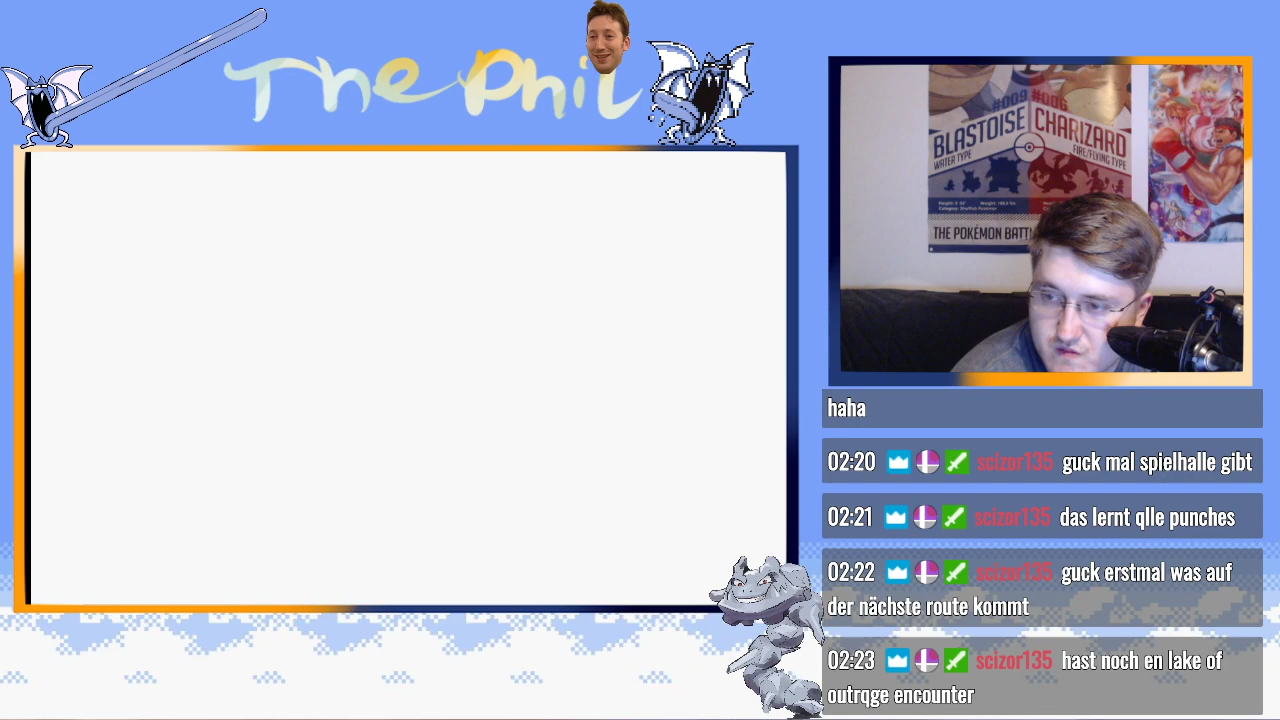 The Phil
#009 #006
BLASTOISE CHARIZARD
WATER TYPE FIRE/FLYING TYPE
THE POKÉMON
haha
02:20 scizor135 guck mal spielhalle gibt
02:21 scizor135 das lernt qlle punches
02:22 scizor135 guck erstmal was auf
der nächste route kommt
02:23 scizor135 hast noch en lake of
outrqge encounter